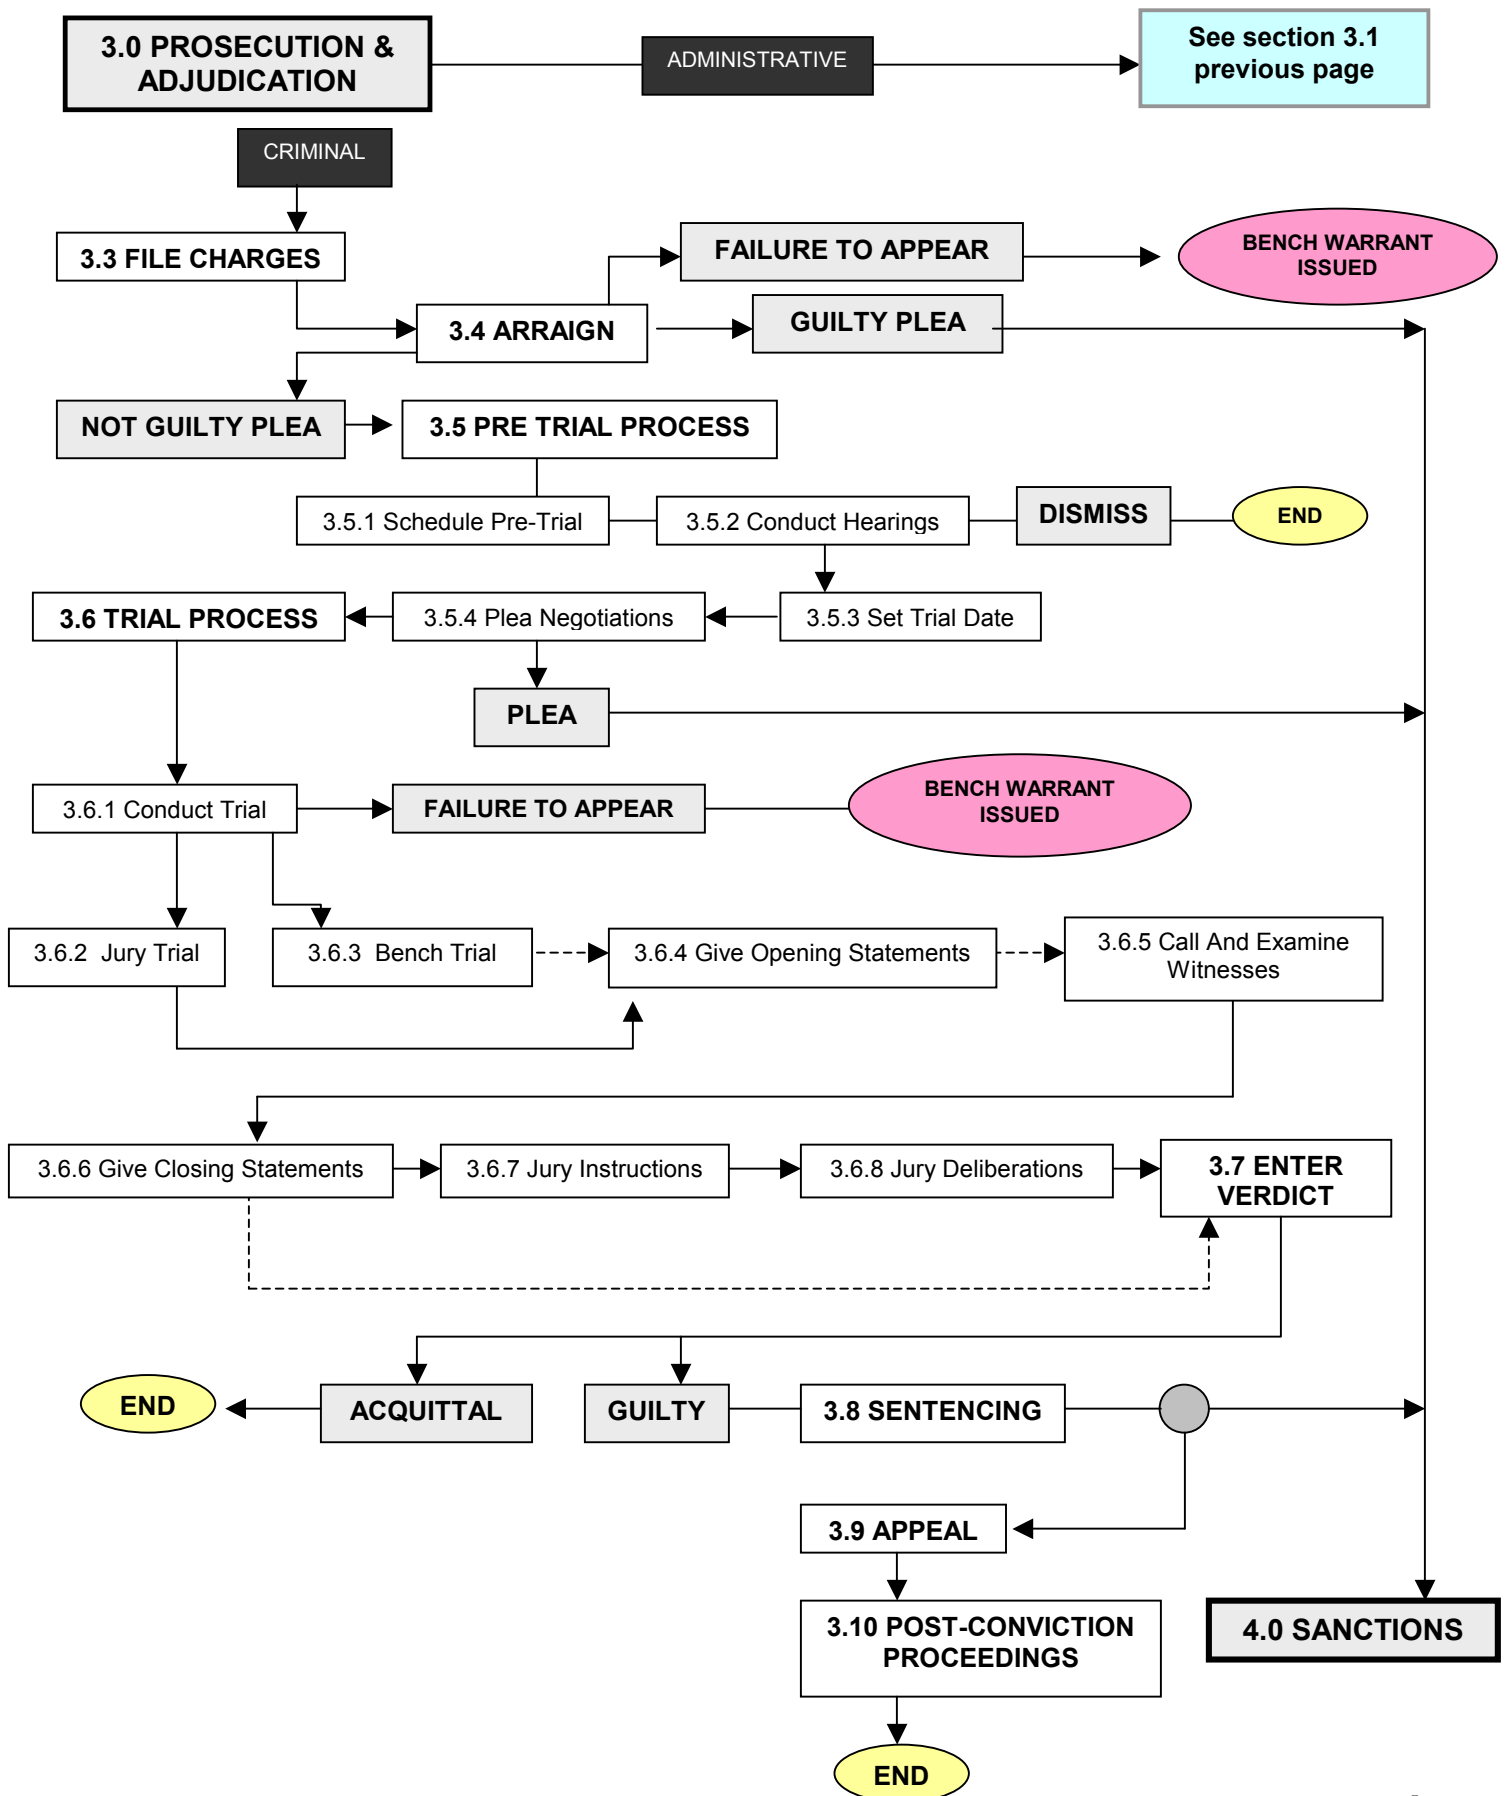 3.0 PROSECUTION &
ADJUDICATION
ADMINISTRATIVE
See section 3.1
previous page
CRIMINAL
3.3 FILE CHARGES
FAILURE TO APPEAR
BENCH WARRANT
ISSUED
3.4 ARRAIGN
GUILTY PLEA
NOT GUILTY PLEA
3.5 PRE TRIAL PROCESS
3.5.1 Schedule Pre-Trial
3.5.2 Conduct Hearings
DISMISS
END
3.6 TRIAL PROCESS
3.5.4 Plea Negotiations
3.5.3 Set Trial Date
PLEA
3.6.1 Conduct Trial
FAILURE TO APPEAR
BENCH WARRANT
ISSUED
3.6.2  Jury Trial
3.6.3  Bench Trial
3.6.4 Give Opening Statements
3.6.5 Call And Examine
Witnesses
3.6.6 Give Closing Statements
3.6.7 Jury Instructions
3.6.8 Jury Deliberations
3.7 ENTER
VERDICT
END
ACQUITTAL
GUILTY
3.8 SENTENCING
3.9 APPEAL
3.10 POST-CONVICTION
PROCEEDINGS
4.0 SANCTIONS
END